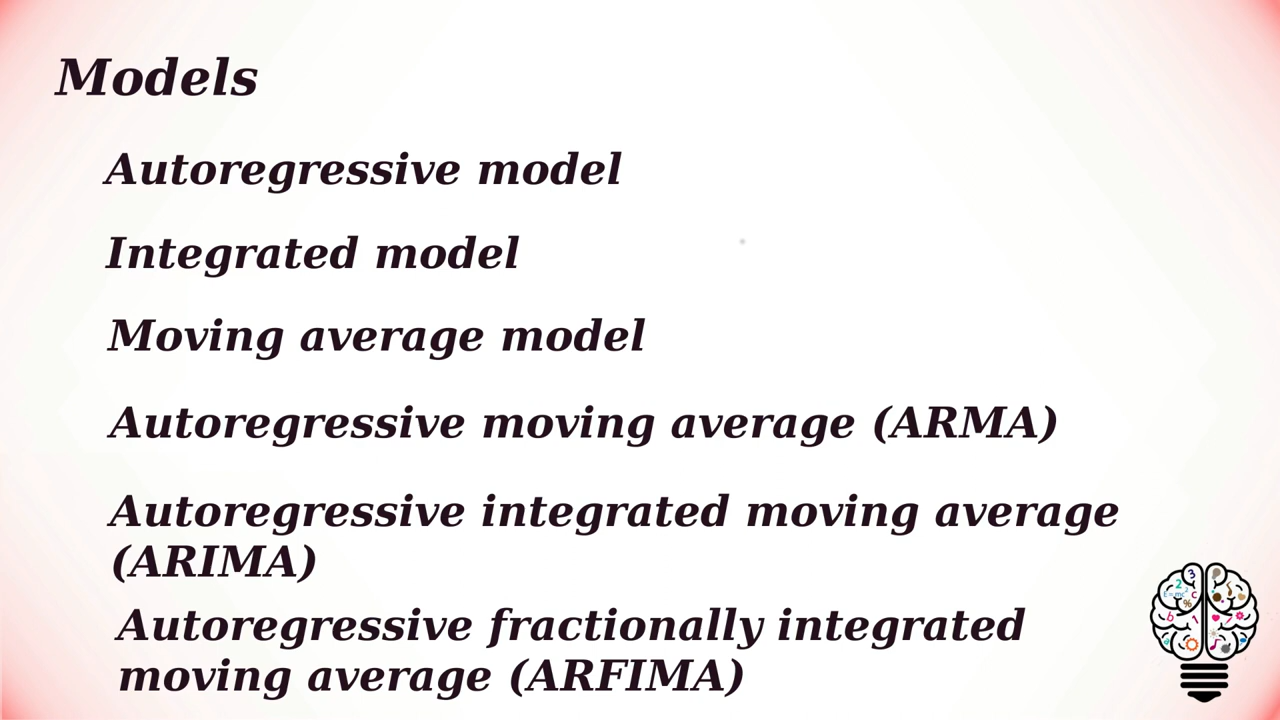 Models
Autoregressive model
Integrated model
Moving average model
Autoregressive moving average (ARMA)
Autoregressive integrated moving average
(ARIMA)
Autoregressive fractionally integrated
moving average (ARFIMA)